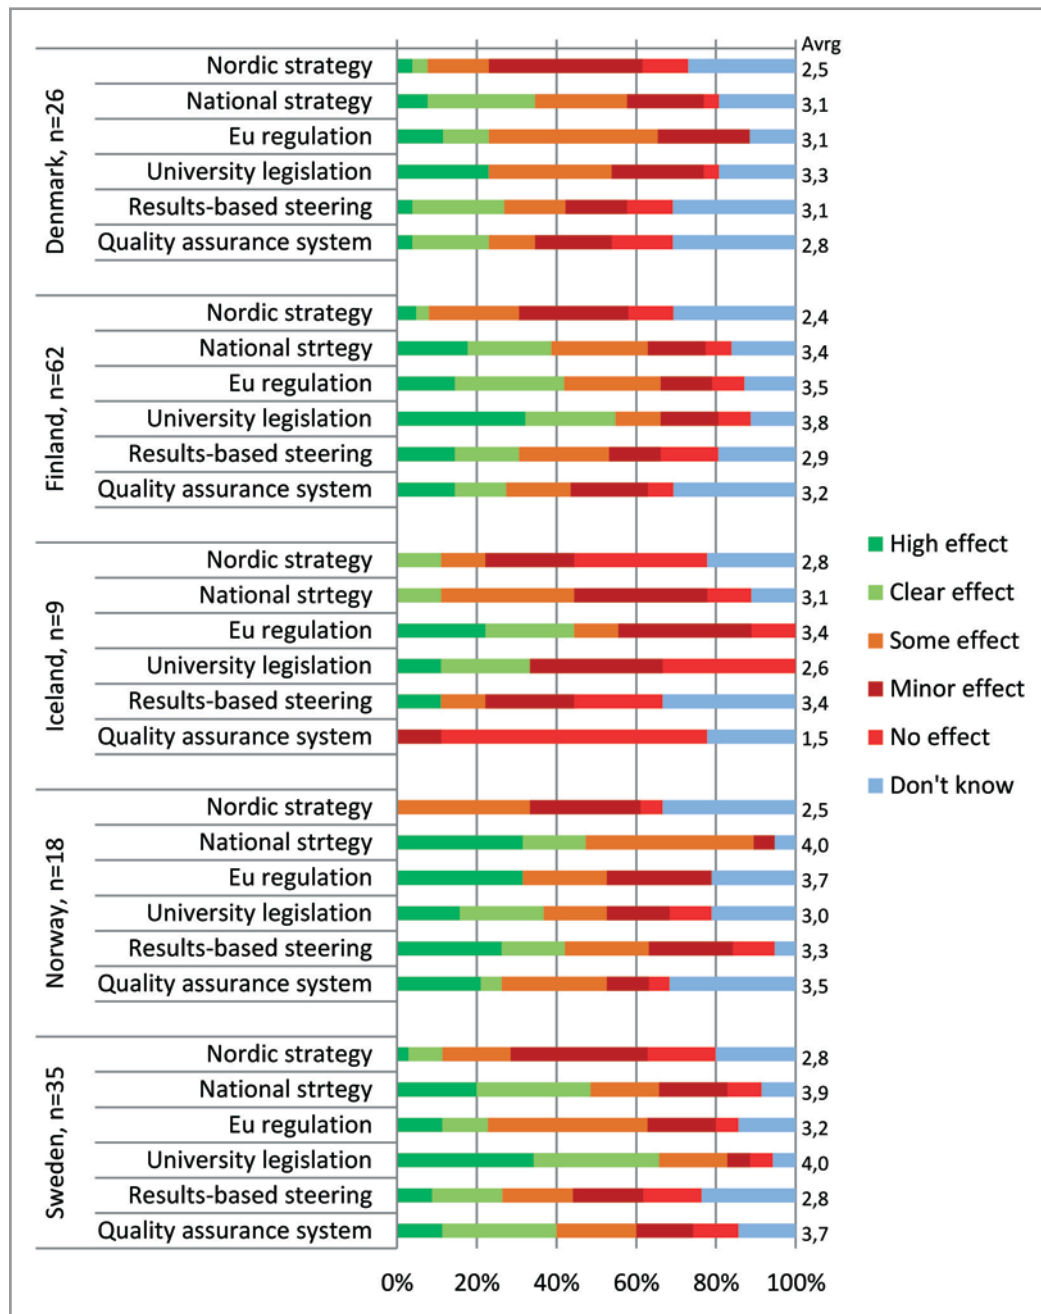 Avrg
Denmark, n=26
Nordic strategy 2,5
National strategy 3,1
Eu regulation 3,1
University legislation 3,3
Results-based steering 3,1
Quality assurance system 2,8
Finland, n=62
Nordic strategy 2,4
National strtegy 3,4
Eu regulation 3,5
University legislation 3,8
Results-based steering 2,9
Quality assurance system 3,2
Iceland, n=9
Nordic strategy 2,8
National strtegy 3,1
Eu regulation 3,4
University legislation 2,6
Results-based steering 3,4
Quality assurance system 1,5
Norway, n=18
Nordic strategy 2,5
National strtegy 4,0
Eu regulation 3,7
University legislation 3,0
Results-based steering 3,3
Quality assurance system 3,5
Sweden, n=35
Nordic strategy 2,8
National strtegy 3,9
Eu regulation 3,2
University legislation 4,0
Results-based steering 2,8
Quality assurance system 3,7
0% 20% 40% 60% 80% 100%
High effect
Clear effect
Some effect
Minor effect
No effect
Don't know